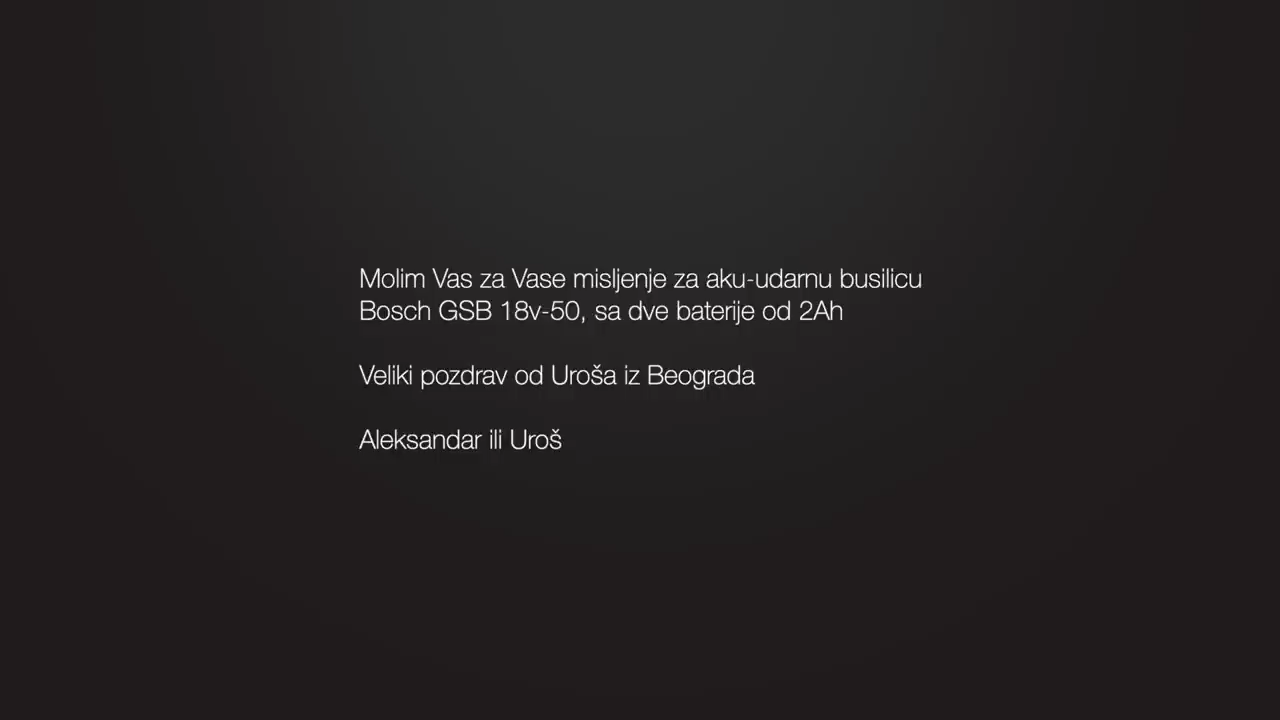 Molim Vas za Vase misljenje za aku-udarnu busilicu
Bosch GSB 18v-50, sa dve baterije od 2Ah
Veliki pozdrav od Uroša iz Beograda
Aleksandar ili Uroš